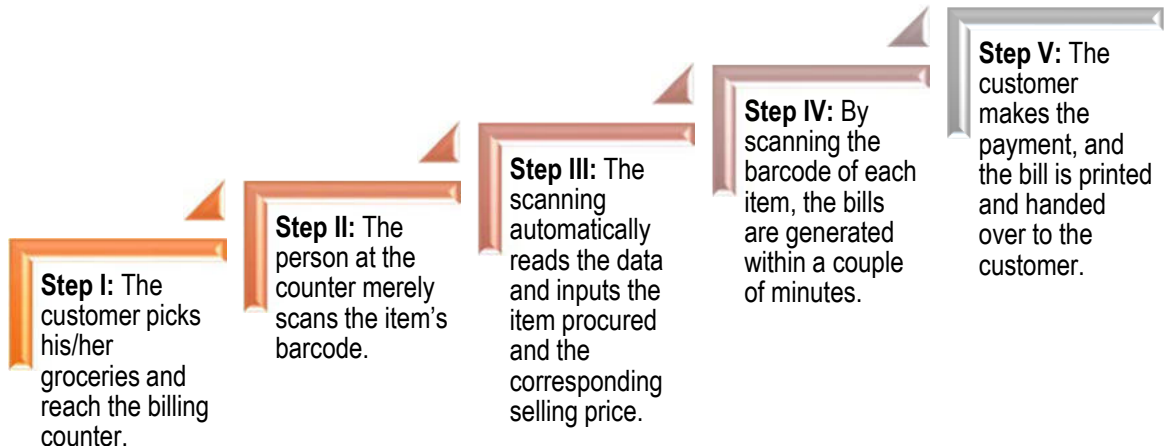 Step I: The
customer picks
his/her
groceries and
reach the billing
counter.
Step II: The
person at the
counter merely
scans the item's
barcode.
Step III: The
scanning
automatically
reads the data
and inputs the
item procured
and the
corresponding
selling price.
Step IV: By
scanning the
barcode of each
item, the bills
are generated
within a couple
of minutes.
Step V: The
customer
makes the
payment, and
the bill is printed
and handed
over to the
customer.